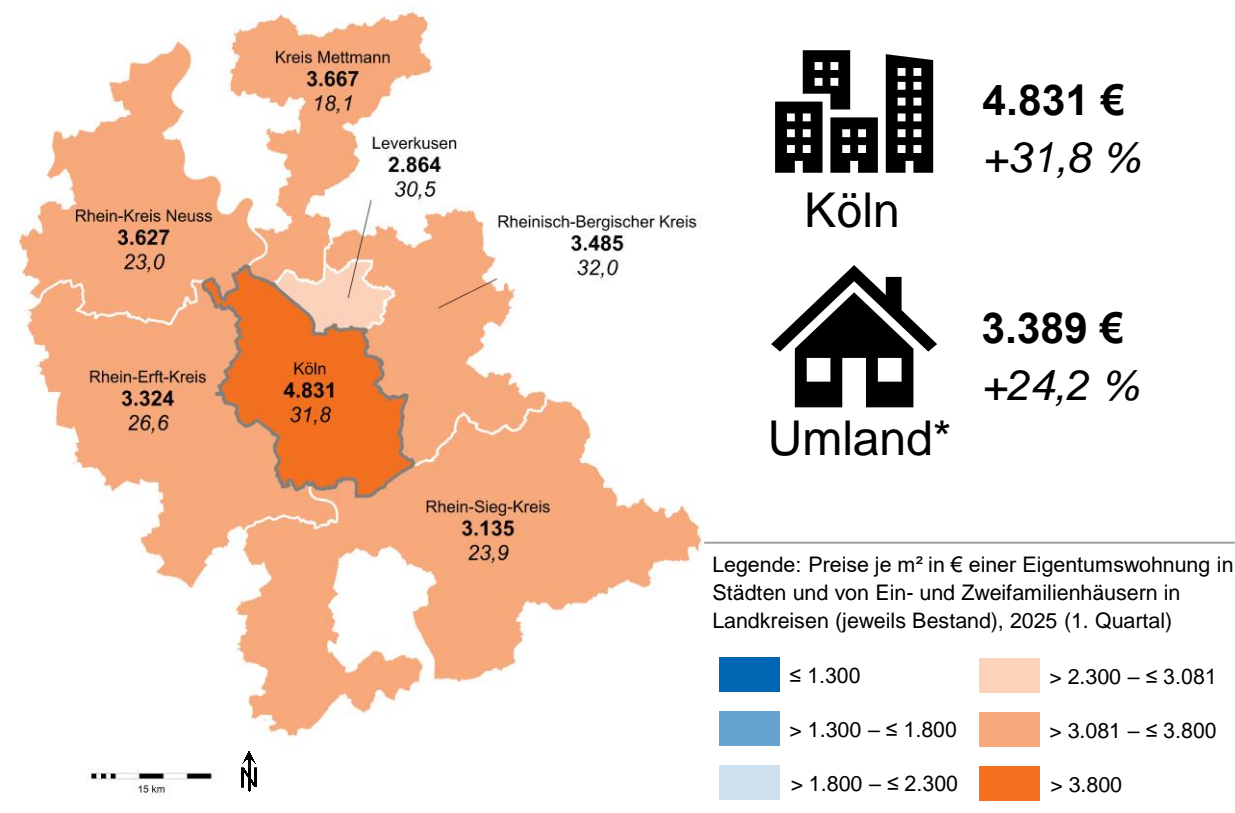 Kreis Mettmann
3.667
18,1
Leverkusen
2.864
30,5
Rhein-Kreis Neuss
3.627
23,0
Rheinisch-Bergischer Kreis
3.485
32,0
Rhein-Erft-Kreis
3.324
26,6
Köln
4.831
31,8
Rhein-Sieg-Kreis
3.135
23,9
15 km
N
4.831 €
+31,8 %
Köln
3.389 €
+24,2 %
Umland*
Legende: Preise je m² in € einer Eigentumswohnung in
Städten und von Ein- und Zweifamilienhäusern in
Landkreisen (jeweils Bestand), 2025 (1. Quartal)
≤ 1.300
> 1.300 – ≤ 1.800
> 1.800 – ≤ 2.300
> 2.300 – ≤ 3.081
> 3.081 – ≤ 3.800
> 3.800